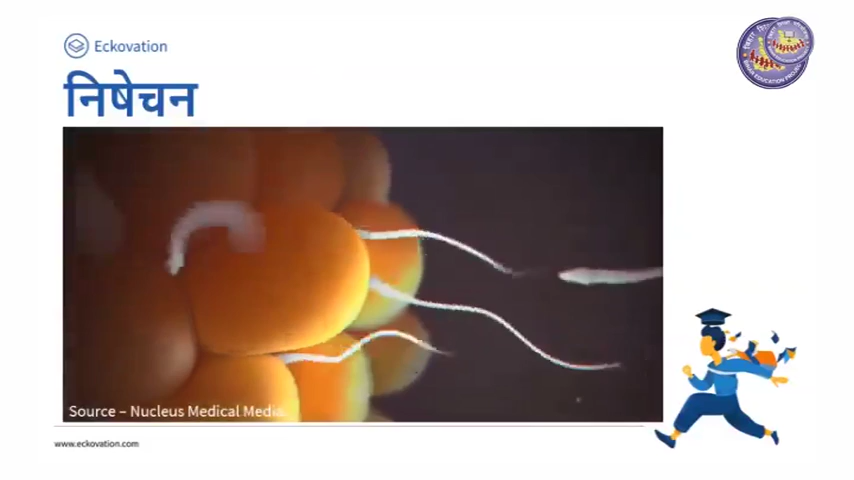 Eckovation
निषेचन
Source – Nucleus Medical Media
www.eckovation.com